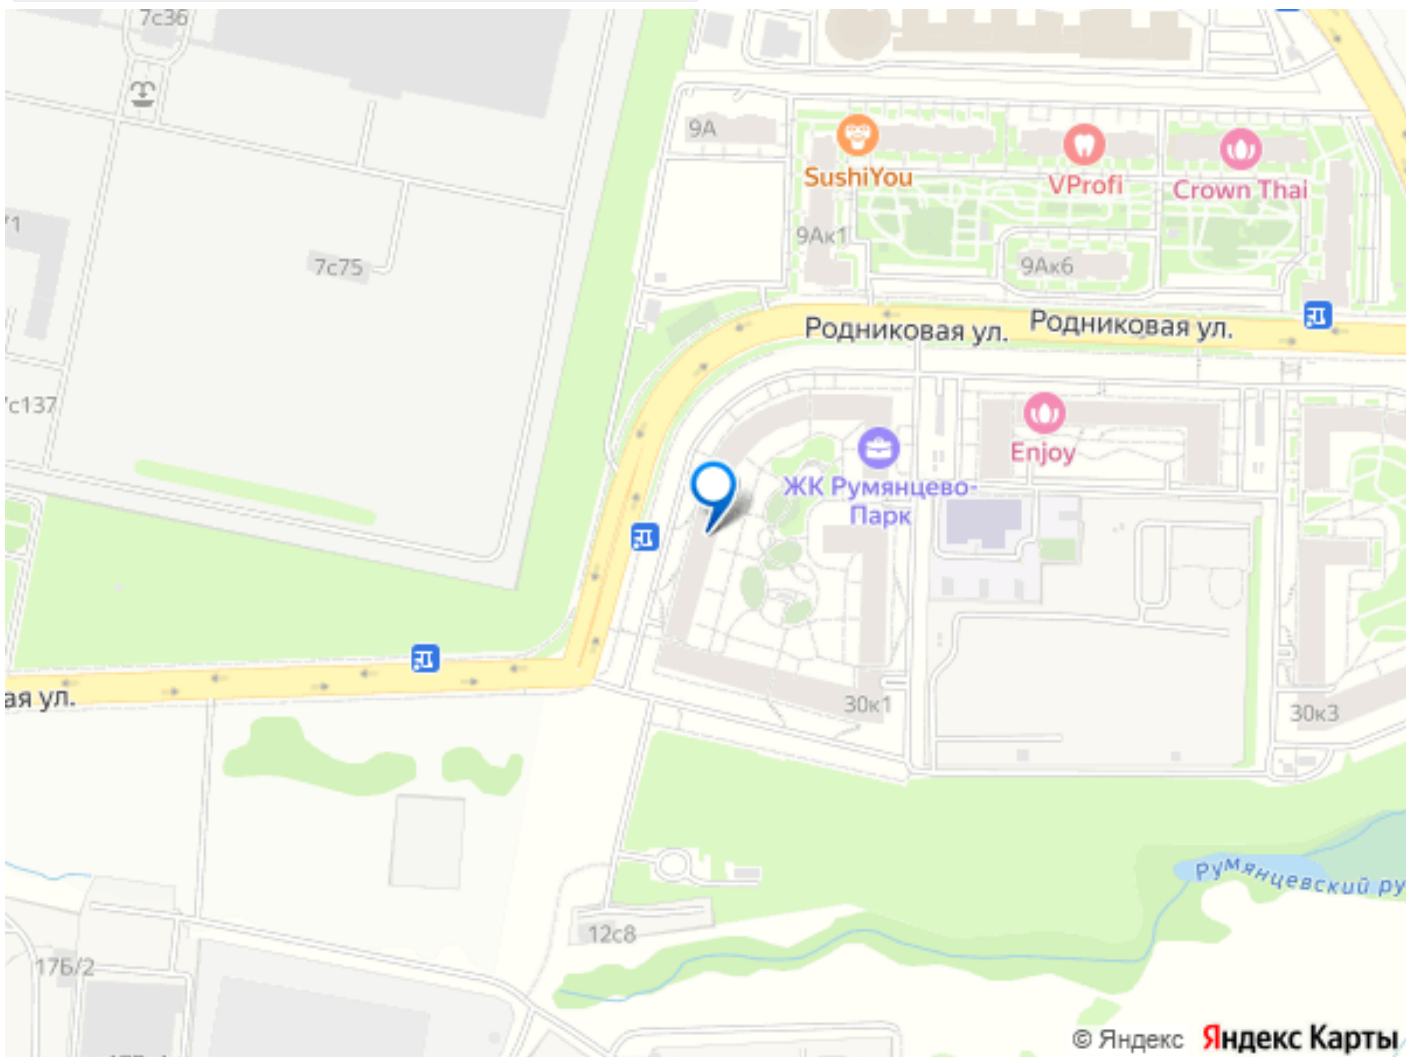 7с36
9А
SushiYou
VProfi
Crown Thai
9Ак1
9Ак6
7с75
Родниковая ул.
Родниковая ул.
7с137
Enjoy
ЖК Румянцево-
Парк
ая ул.
30к1
30к3
Румянцевский ру
12с8
17Б/2
© Яндекс Яндекс Карты